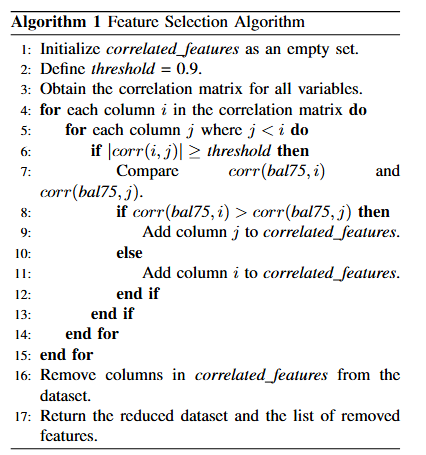 Algorithm 1 Feature Selection Algorithm
1: Initialize correlated_features as an empty set.
2: Define threshold = 0.9.
3: Obtain the correlation matrix for all variables.
4: for each column i in the correlation matrix do
5: for each column j where j < i do
6: if |corr(i, j)| ≥ threshold then
7: Compare corr(bal75, i) and
corr(bal75, j).
8: if corr(bal75, i) > corr(bal75, j) then
9: Add column j to correlated_features.
10: else
11: Add column i to correlated_features.
12: end if
13: end if
14: end for
15: end for
16: Remove columns in correlated_features from the
dataset.
17: Return the reduced dataset and the list of removed
features.